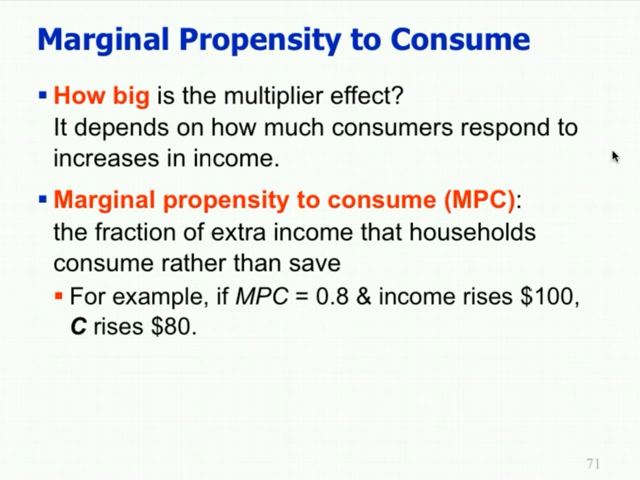 Marginal Propensity to Consume
▪ How big is the multiplier effect?
It depends on how much consumers respond to
increases in income.
▪ Marginal propensity to consume (MPC):
the fraction of extra income that households
consume rather than save
▪ For example, if MPC = 0.8 & income rises $100,
C rises $80.
71